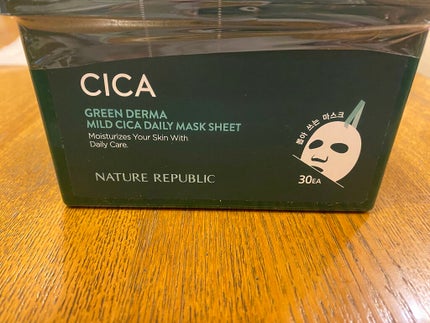 CICA
GREEN DERMA
MILD CICA DAILY MASK SHEET
Moisturizes Your Skin With
Daily Care.
NATURE REPUBLIC
뽑아 쓰는 마스크
30EA